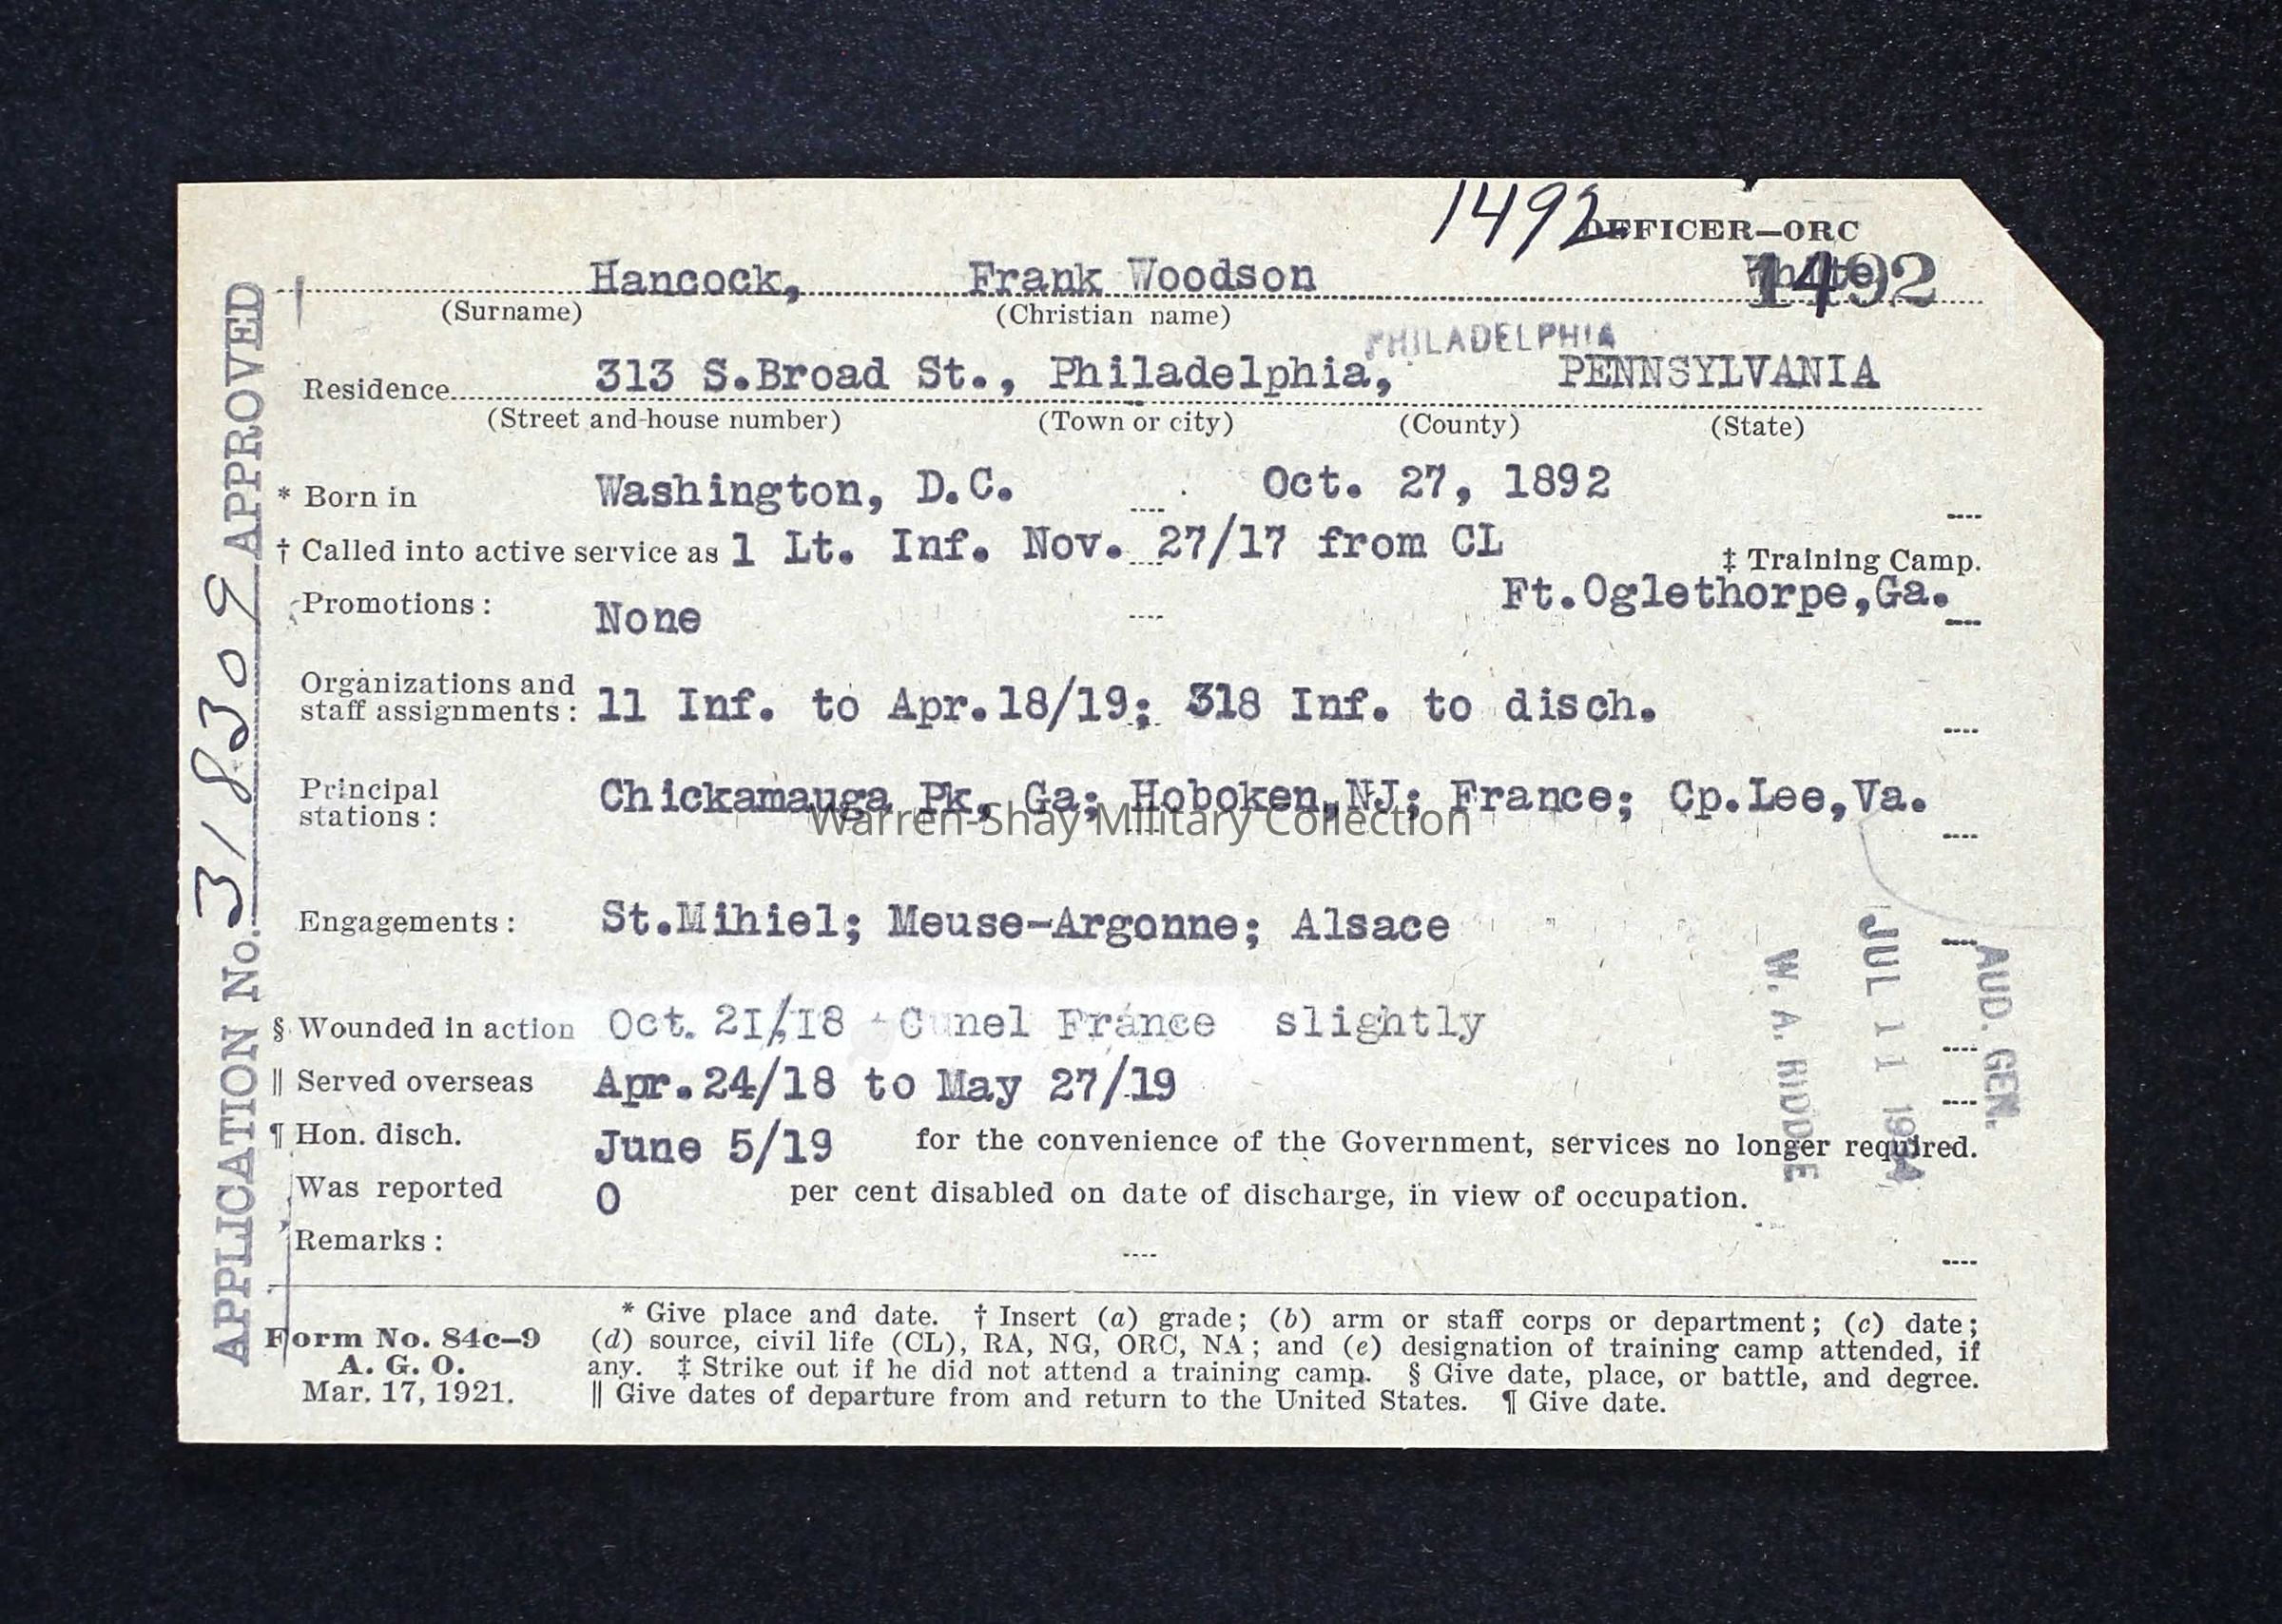 1492
OFFICER—ORC
Hancock, Frank Woodson White
1492
(Surname) (Christian name)
PHILADELPHIA
Residence 313 S.Broad St., Philadelphia, PENNSYLVANIA
(Street and house number) (Town or city) (County) (State)
* Born in Washington, D.C. Oct. 27, 1892
† Called into active service as 1 Lt. Inf. Nov. 27/17 from CL ‡ Training Camp.
Ft.Oglethorpe,Ga.
Promotions: None
Organizations and
staff assignments: 11 Inf. to Apr.18/19; 318 Inf. to disch.
Principal
stations: Chickamauga Pk, Ga; Hoboken,NJ; France; Cp.Lee,Va.
Warren-Shay Military Collection
Engagements: St.Mihiel; Meuse-Argonne; Alsace
§ Wounded in action Oct. 21/18 - Cunel France slightly
|| Served overseas Apr.24/18 to May 27/19
¶ Hon. disch. June 5/19 for the convenience of the Government, services no longer required.
Was reported 0 per cent disabled on date of discharge, in view of occupation.
Remarks:
Form No. 84c–9
A. G. O.
Mar. 17, 1921.
* Give place and date. † Insert (a) grade; (b) arm or staff corps or department; (c) date;
(d) source, civil life (CL), RA, NG, ORC, NA; and (e) designation of training camp attended, if
any. ‡ Strike out if he did not attend a training camp. § Give date, place, or battle, and degree.
|| Give dates of departure from and return to the United States. ¶ Give date.
APPLICATION No. 318309 APPROVED
AUD. GEN.
JUL 11 1934
W. A. RIDDLE